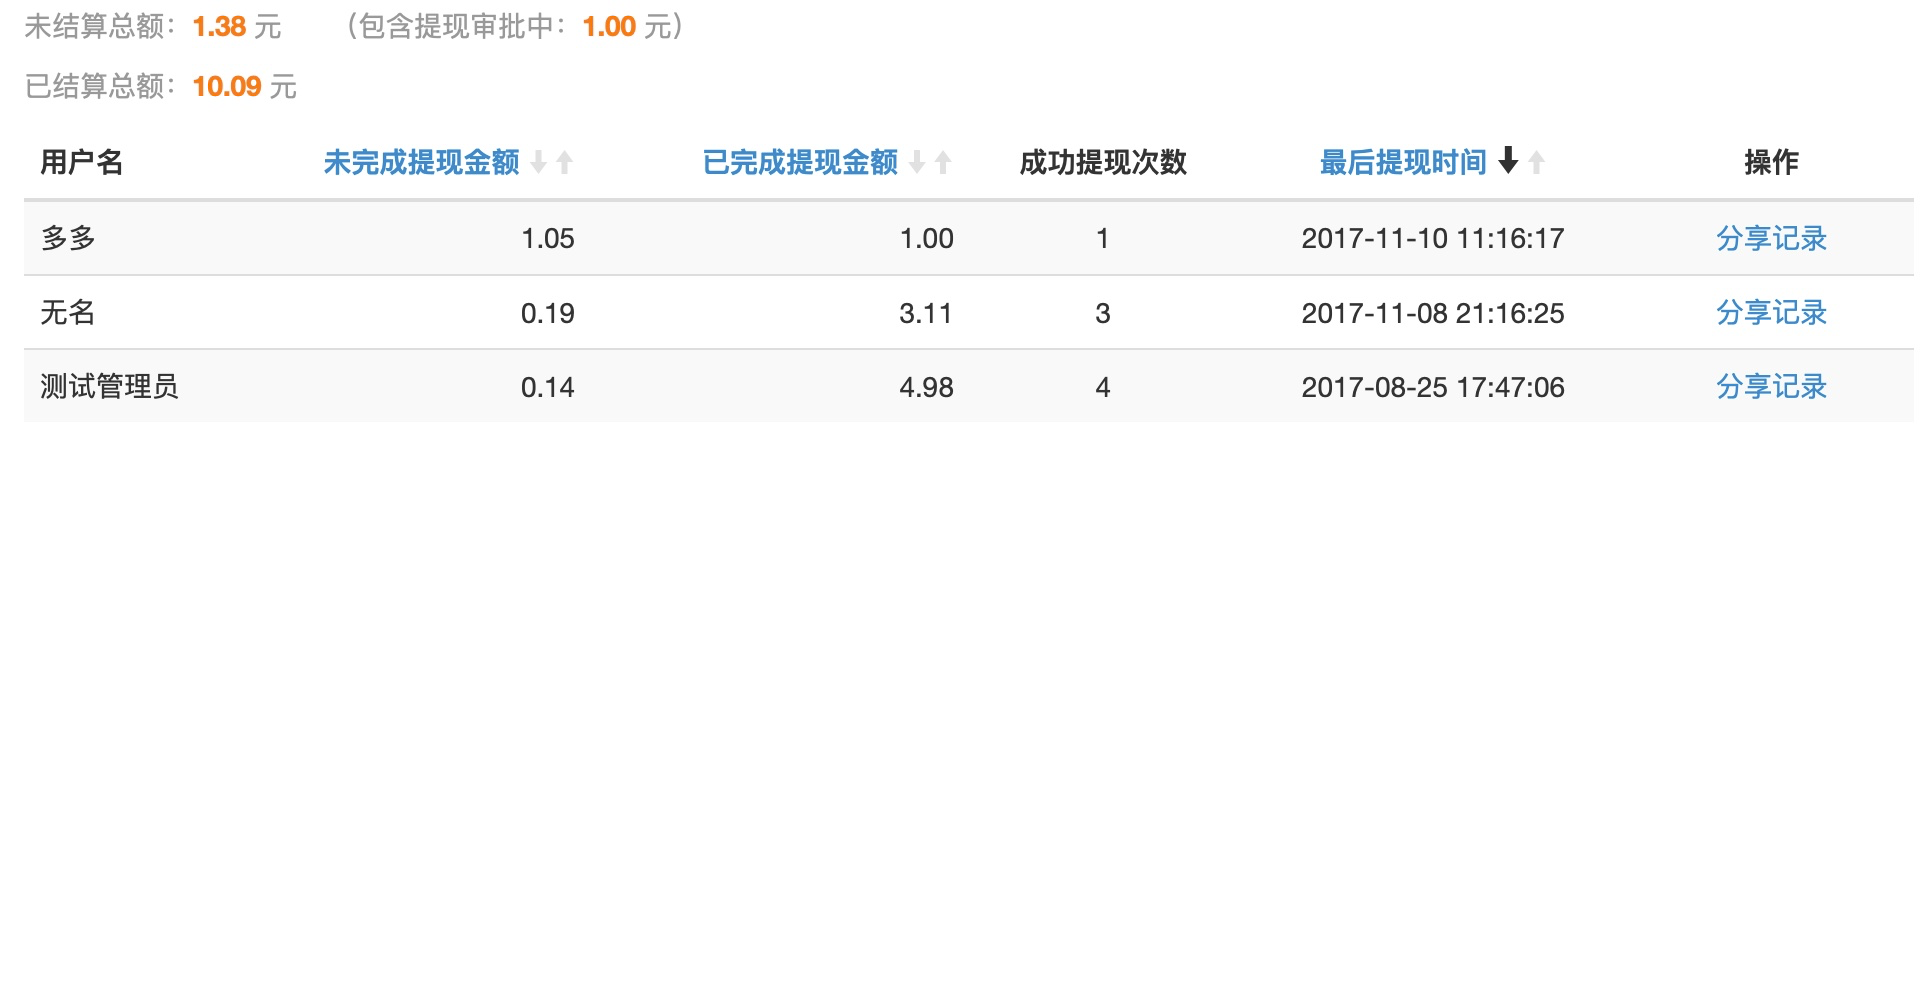 未结算总额：1.38 元 （包含提现审批中：1.00 元）
已结算总额：10.09 元
用户名 未完成提现金额 已完成提现金额 成功提现次数 最后提现时间 操作
多多 1.05 1.00 1 2017-11-10 11:16:17 分享记录
无名 0.19 3.11 3 2017-11-08 21:16:25 分享记录
测试管理员 0.14 4.98 4 2017-08-25 17:47:06 分享记录